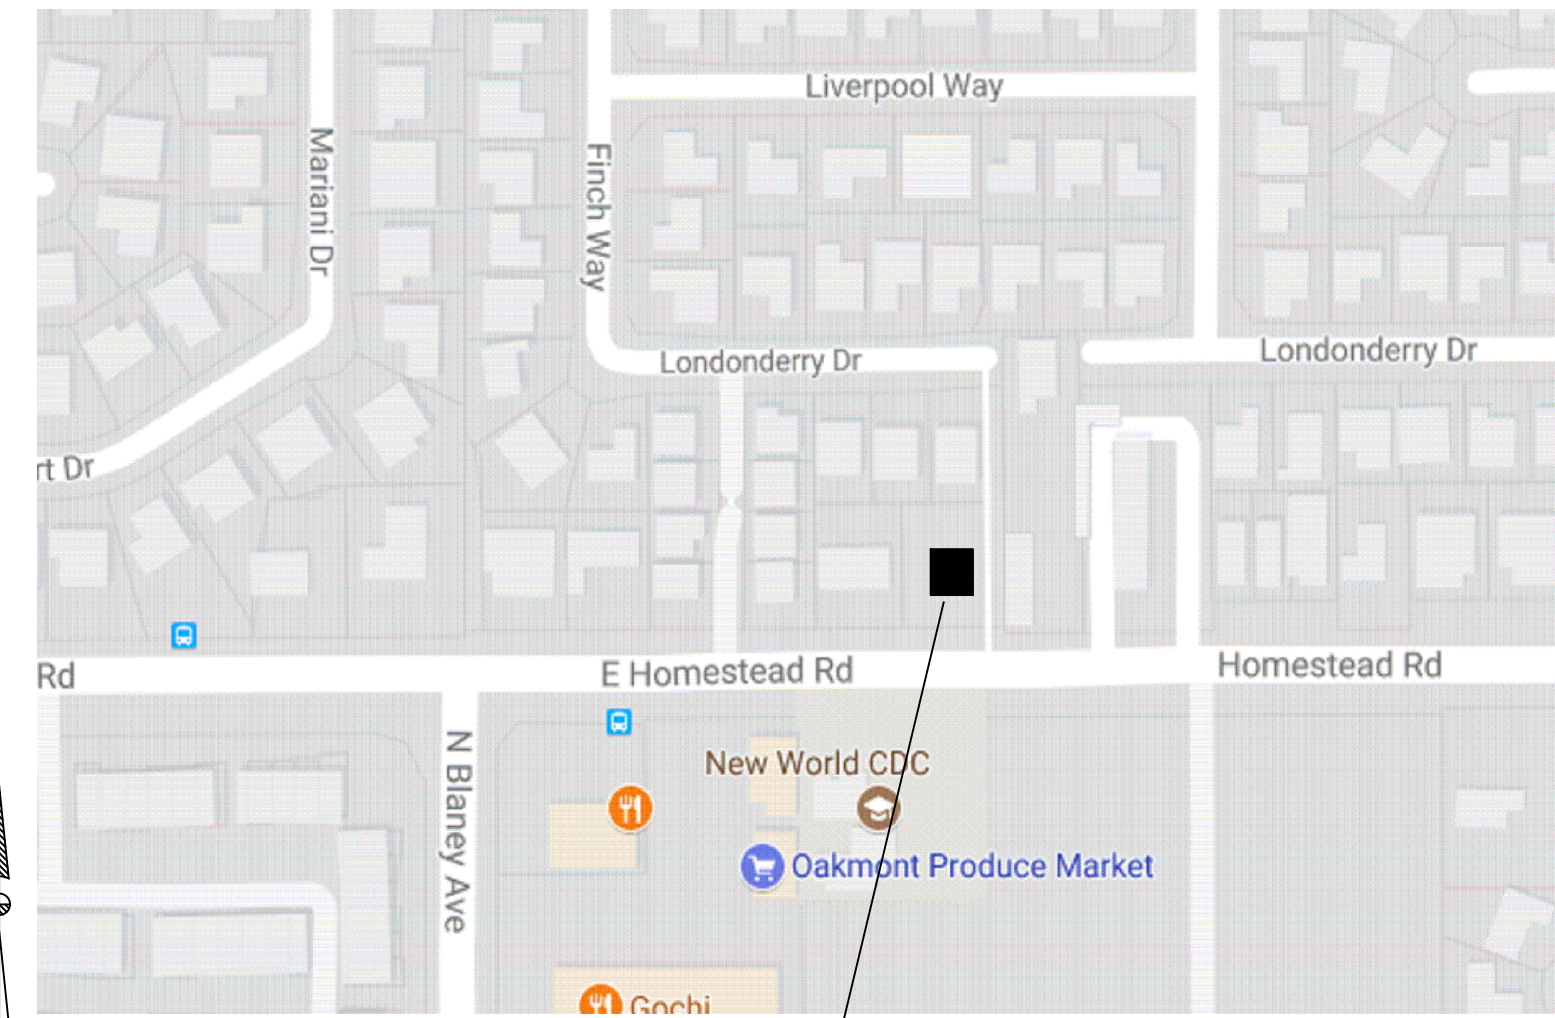 Liverpool Way
Mariani Dr
Finch Way
Londonderry Dr
Londonderry Dr
rt Dr
Rd
E Homestead Rd
Homestead Rd
N Blaney Ave
New World CDC
Oakmont Produce Market
Gochi